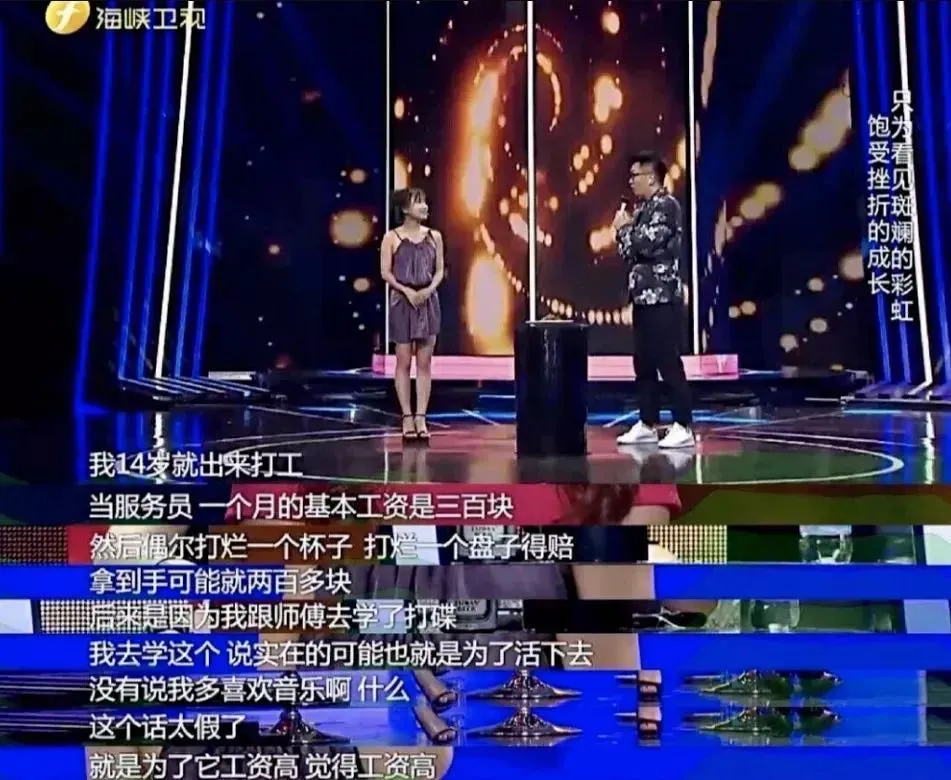 海峡卫视
只为看见斑斓的彩虹
饱受挫折的成长
我14岁就出来打工
当服务员 一个月的基本工资是三百块
然后偶尔打烂一个杯子 打烂一个盘子得赔
拿到手可能就两百多块
后来是因为我跟师傅去学了打碟
我去学这个 说实在的可能也就是为了活下去
没有说我多喜欢音乐啊 什么
这个话太假了
就是为了它工资高 觉得工资高